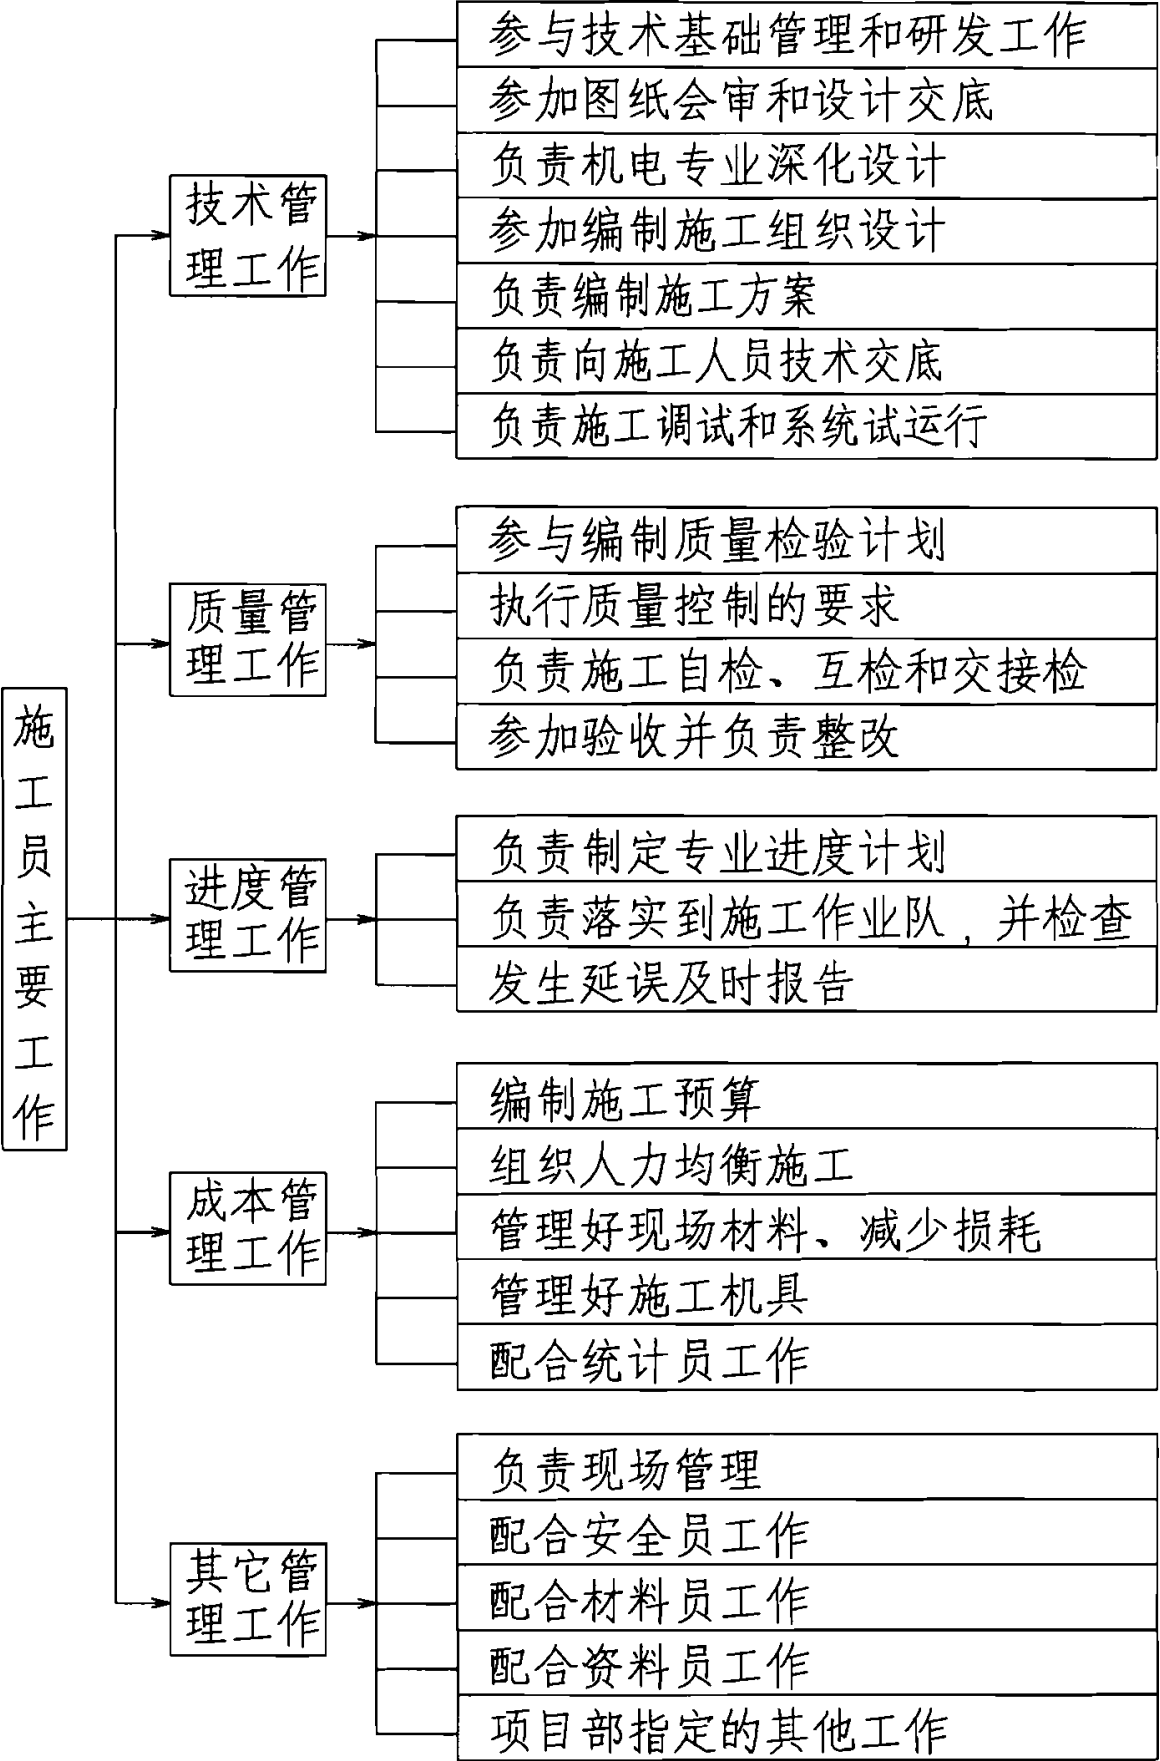 施工员主要工作
技术管
理工作
参与技术基础管理和研发工作
参加图纸会审和设计交底
负责机电专业深化设计
参加编制施工组织设计
负责编制施工方案
负责向施工人员技术交底
负责施工调试和系统试运行
质量管
理工作
参与编制质量检验计划
执行质量控制的要求
负责施工自检、互检和交接检
参加验收并负责整改
进度管
理工作
负责制定专业进度计划
负责落实到施工作业队，并检查
发生延误及时报告
成本管
理工作
编制施工预算
组织人力均衡施工
管理好现场材料、减少损耗
管理好施工机具
配合统计员工作
其它管
理工作
负责现场管理
配合安全员工作
配合材料员工作
配合资料员工作
项目部指定的其他工作